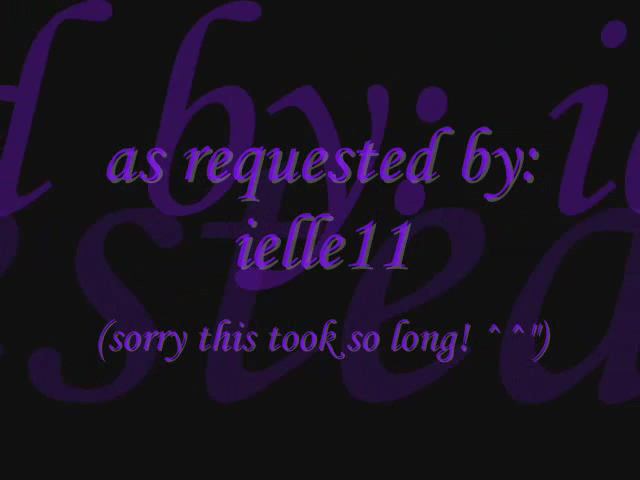 as requested by:
ielle11
(sorry this took so long! ^^")